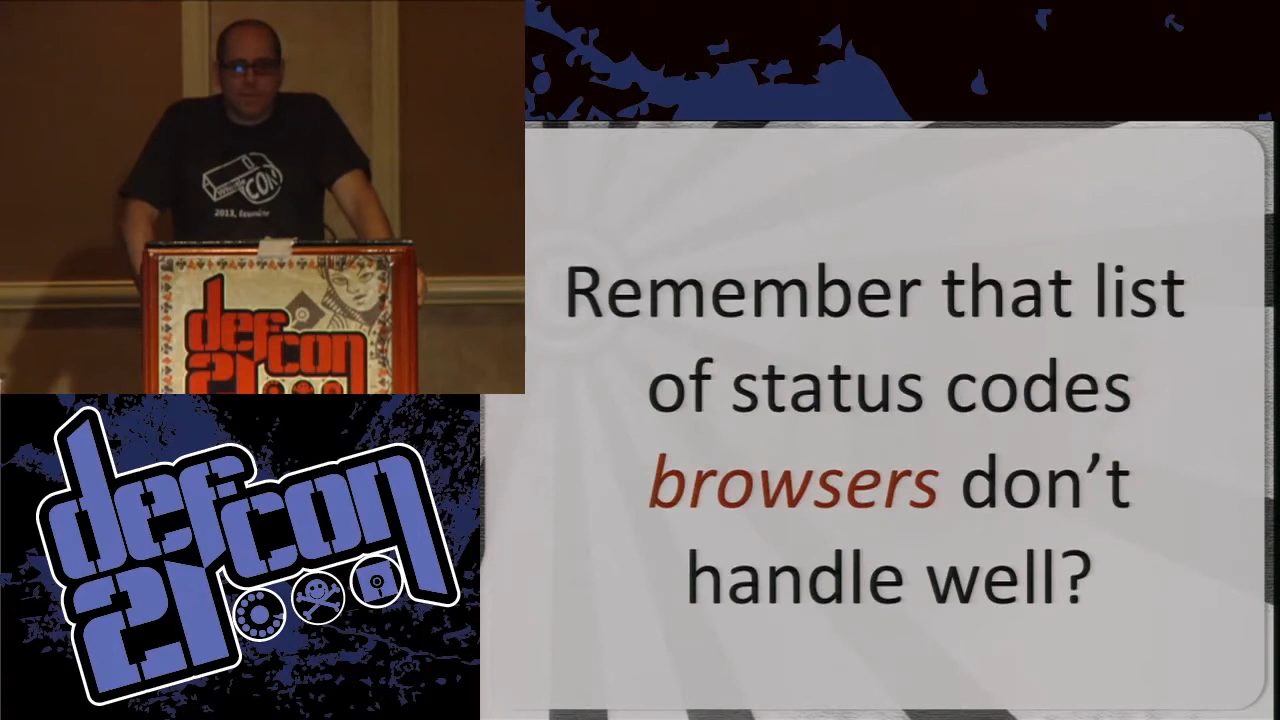 CON
2013,
defcon
21
Remember that list
of status codes
browsers don’t
handle well?
defcon
21